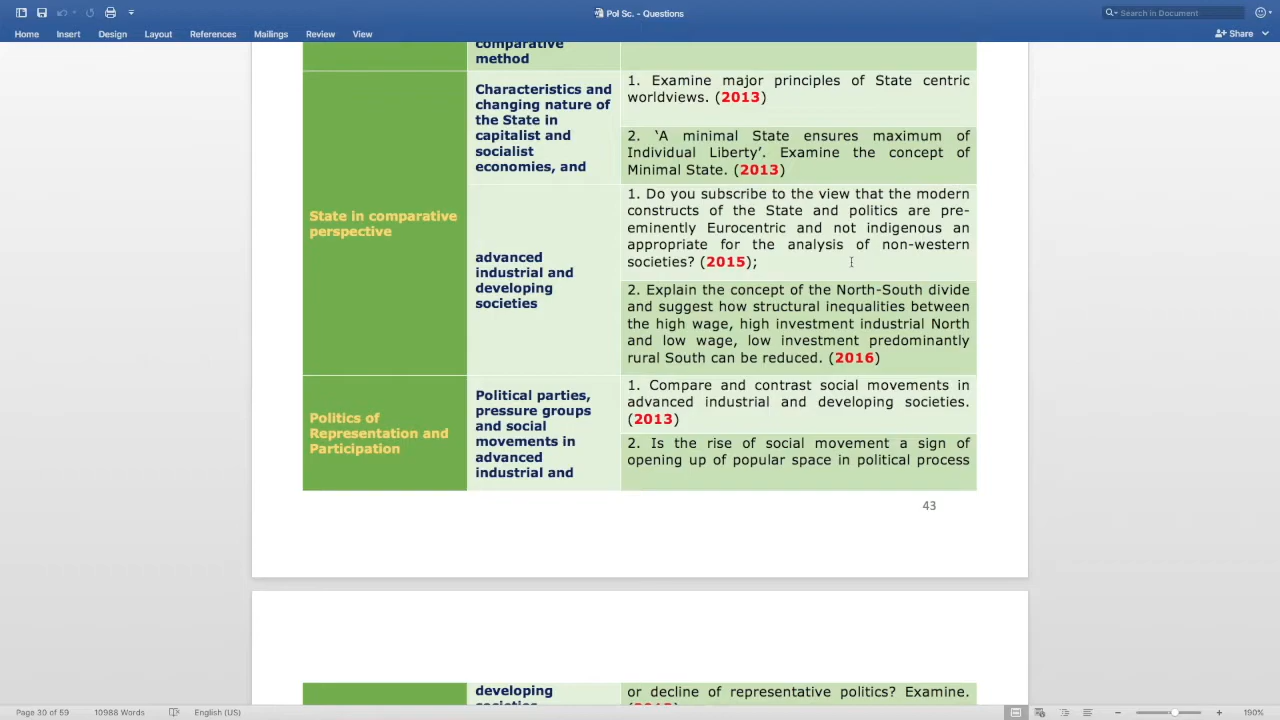 Pol Sc. - Questions
Search in Document
Home Insert Design Layout References Mailings Review View
Share
comparative
method
State in comparative
perspective
Characteristics and
changing nature of
the State in
capitalist and
socialist
economies, and
1. Examine major principles of State centric
worldviews. (2013)
2. ‘A minimal State ensures maximum of
Individual Liberty’. Examine the concept of
Minimal State. (2013)
advanced
industrial and
developing
societies
1. Do you subscribe to the view that the modern
constructs of the State and politics are pre-
eminently Eurocentric and not indigenous an
appropriate for the analysis of non-western
societies? (2015);
2. Explain the concept of the North-South divide
and suggest how structural inequalities between
the high wage, high investment industrial North
and low wage, low investment predominantly
rural South can be reduced. (2016)
Politics of
Representation and
Participation
Political parties,
pressure groups
and social
movements in
advanced
industrial and
1. Compare and contrast social movements in
advanced industrial and developing societies.
(2013)
2. Is the rise of social movement a sign of
opening up of popular space in political process
43
developing
or decline of representative politics? Examine.
Page 30 of 59 10988 Words English (US) 190%